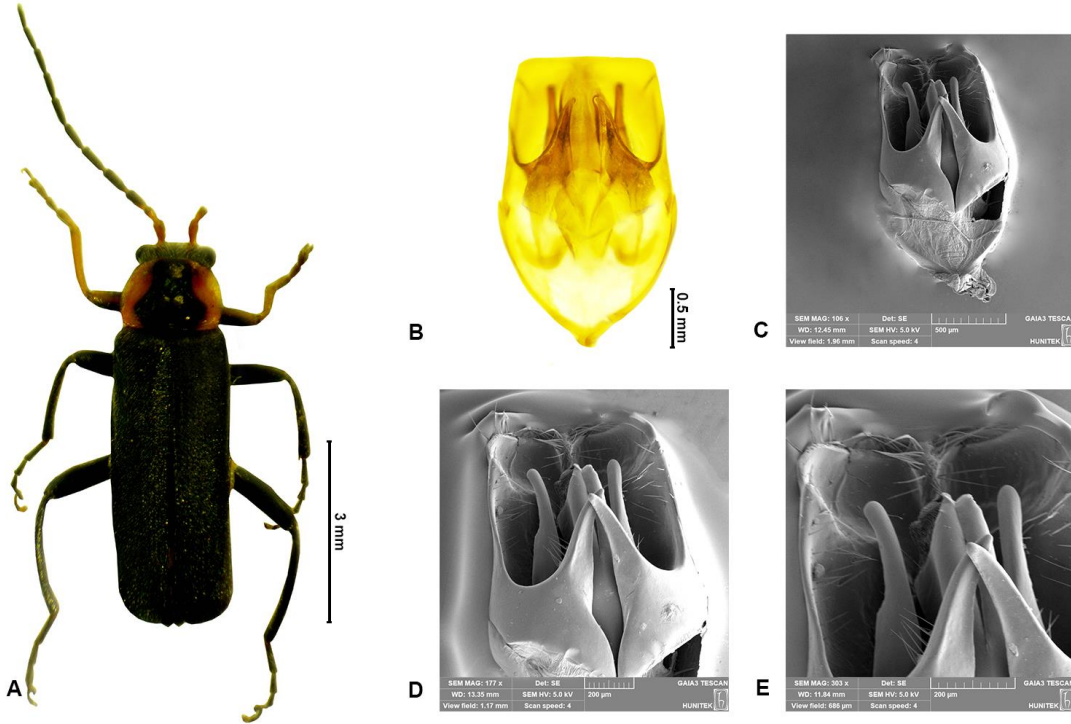 A
3 mm
B
0.5 mm
C
SEM MAG: 106 x
Det: SE
GAIA3 TESCAN
WD: 12.45 mm
SEM HV: 5.0 kV
500 µm
View field: 1.96 mm
Scan speed: 4
HUNITEK
D
SEM MAG: 177 x
Det: SE
GAIA3 TESCAN
WD: 13.35 mm
SEM HV: 5.0 kV
200 µm
View field: 1.17 mm
Scan speed: 4
HUNITEK
E
SEM MAG: 303 x
Det: SE
GAIA3 TESCAN
WD: 11.84 mm
SEM HV: 5.0 kV
200 µm
View field: 686 µm
Scan speed: 4
HUNITEK